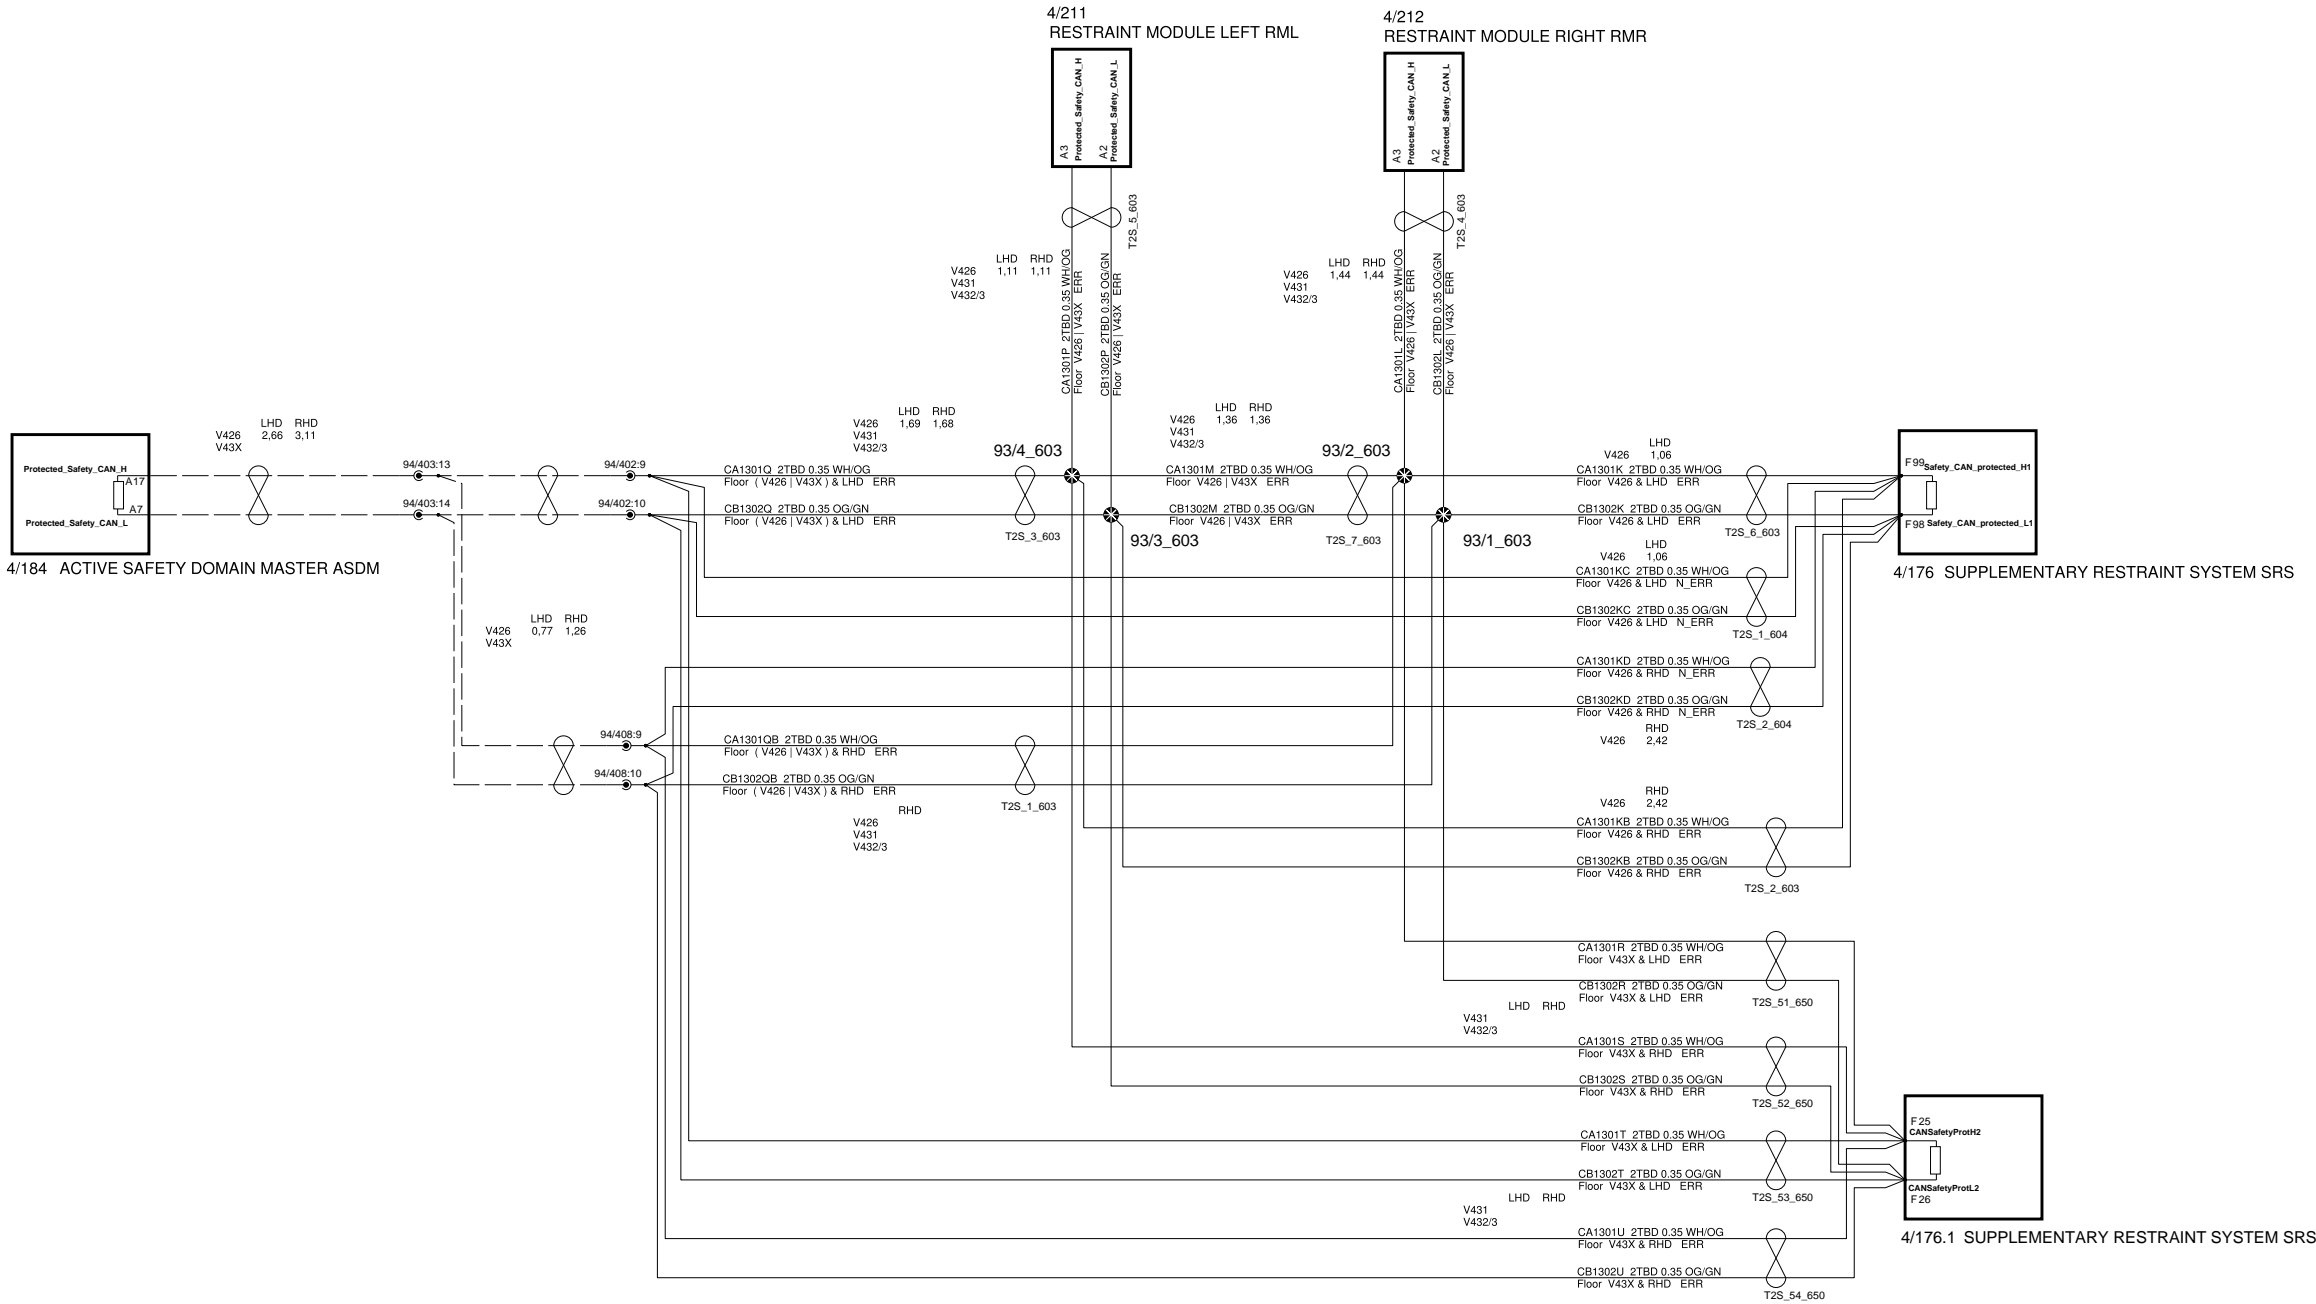 4/211
RESTRAINT MODULE LEFT RML
4/212
RESTRAINT MODULE RIGHT RMR
A3
Protected_Safety_CAN_H
A2
Protected_Safety_CAN_L
A3
Protected_Safety_CAN_H
A2
Protected_Safety_CAN_L
T2S_5_603
T2S_4_603
LHD RHD
V426 1,11 1,11
V431
V432/3
CA1301P 2TBD 0.35 WH/OG
Floor V426 | V43X ERR
CB1302P 2TBD 0.35 OG/GN
Floor V426 | V43X ERR
LHD RHD
V426 1,44 1,44
V431
V432/3
CA1301L 2TBD 0.35 WH/OG
Floor V426 | V43X ERR
CB1302L 2TBD 0.35 OG/GN
Floor V426 | V43X ERR
LHD RHD
V426 2,66 3,11
V43X
Protected_Safety_CAN_H
A17
A7
Protected_Safety_CAN_L
4/184 ACTIVE SAFETY DOMAIN MASTER ASDM
94/403:13
94/403:14
94/402:9
94/402:10
LHD RHD
V426 1,69 1,68
V431
V432/3
CA1301Q 2TBD 0.35 WH/OG
Floor ( V426 | V43X ) & LHD ERR
CB1302Q 2TBD 0.35 OG/GN
Floor ( V426 | V43X ) & LHD ERR
T2S_3_603
93/4_603
93/3_603
LHD RHD
V426 1,36 1,36
V431
V432/3
CA1301M 2TBD 0.35 WH/OG
Floor V426 | V43X ERR
CB1302M 2TBD 0.35 OG/GN
Floor V426 | V43X ERR
T2S_7_603
93/2_603
93/1_603
LHD
V426 1,06
CA1301K 2TBD 0.35 WH/OG
Floor V426 & LHD ERR
CB1302K 2TBD 0.35 OG/GN
Floor V426 & LHD ERR
T2S_6_603
F99
Safety_CAN_protected_H1
F98
Safety_CAN_protected_L1
4/176 SUPPLEMENTARY RESTRAINT SYSTEM SRS
LHD
V426 1,06
CA1301KC 2TBD 0.35 WH/OG
Floor V426 & LHD N_ERR
CB1302KC 2TBD 0.35 OG/GN
Floor V426 & LHD N_ERR
T2S_1_604
LHD RHD
V426 0,77 1,26
V43X
CA1301KD 2TBD 0.35 WH/OG
Floor V426 & RHD N_ERR
CB1302KD 2TBD 0.35 OG/GN
Floor V426 & RHD N_ERR
T2S_2_604
RHD
V426 2,42
94/408:9
94/408:10
CA1301QB 2TBD 0.35 WH/OG
Floor ( V426 | V43X ) & RHD ERR
CB1302QB 2TBD 0.35 OG/GN
Floor ( V426 | V43X ) & RHD ERR
T2S_1_603
RHD
V426
V431
V432/3
RHD
V426 2,42
CA1301KB 2TBD 0.35 WH/OG
Floor V426 & RHD ERR
CB1302KB 2TBD 0.35 OG/GN
Floor V426 & RHD ERR
T2S_2_603
CA1301R 2TBD 0.35 WH/OG
Floor V43X & LHD ERR
CB1302R 2TBD 0.35 OG/GN
Floor V43X & LHD ERR
T2S_51_650
LHD RHD
V431
V432/3
CA1301S 2TBD 0.35 WH/OG
Floor V43X & RHD ERR
CB1302S 2TBD 0.35 OG/GN
Floor V43X & RHD ERR
T2S_52_650
CA1301T 2TBD 0.35 WH/OG
Floor V43X & LHD ERR
CB1302T 2TBD 0.35 OG/GN
Floor V43X & LHD ERR
T2S_53_650
F25
CANSafetyProtH2
CANSafetyProtL2
F26
4/176.1 SUPPLEMENTARY RESTRAINT SYSTEM SRS
LHD RHD
V431
V432/3
CA1301U 2TBD 0.35 WH/OG
Floor V43X & RHD ERR
CB1302U 2TBD 0.35 OG/GN
Floor V43X & RHD ERR
T2S_54_650